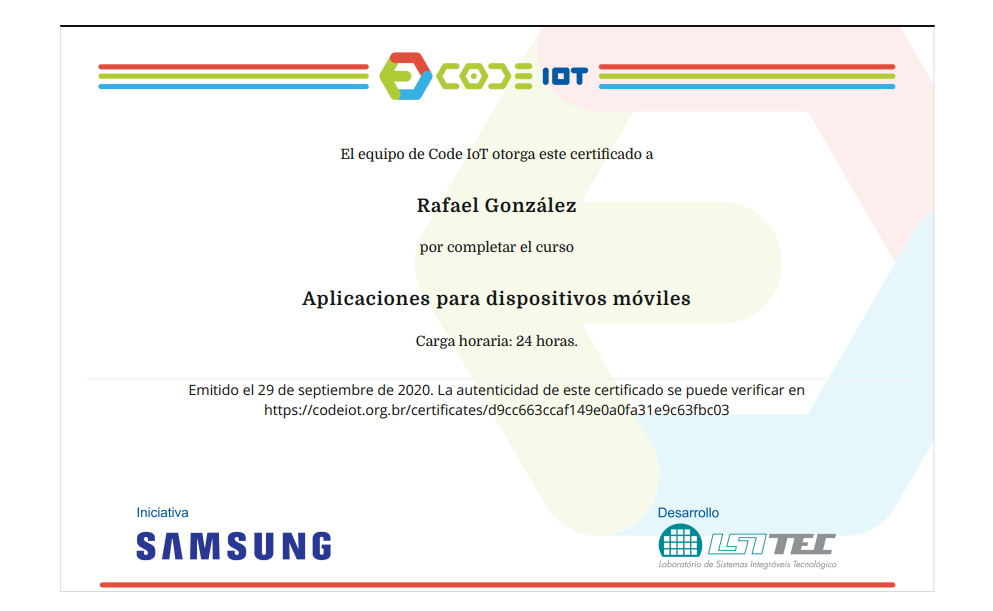 CODE IOT
El equipo de Code IoT otorga este certificado a
Rafael González
por completar el curso
Aplicaciones para dispositivos móviles
Carga horaria: 24 horas.
Emitido el 29 de septiembre de 2020. La autenticidad de este certificado se puede verificar en
https://codeiot.org.br/certificates/d9cc663ccaf149e0a0fa31e9c63fbc03
Iniciativa
SAMSUNG
Desarrollo
LSI TEC
Laboratório de Sistemas Integráveis Tecnológico